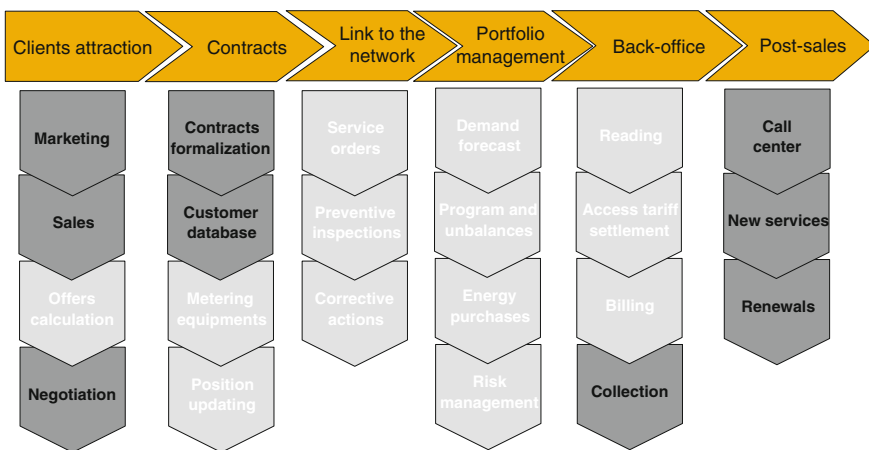 Clients attraction
Contracts
Link to the
network
Portfolio
management
Back-office
Post-sales
Marketing
Sales
Offers
calculation
Negotiation
Contracts
formalization
Customer
database
Metering
equipments
Position
updating
Service
orders
Preventive
inspections
Corrective
actions
Demand
forecast
Program and
unbalances
Energy
purchases
Risk
management
Reading
Access tariff
settlement
Billing
Collection
Call
center
New services
Renewals